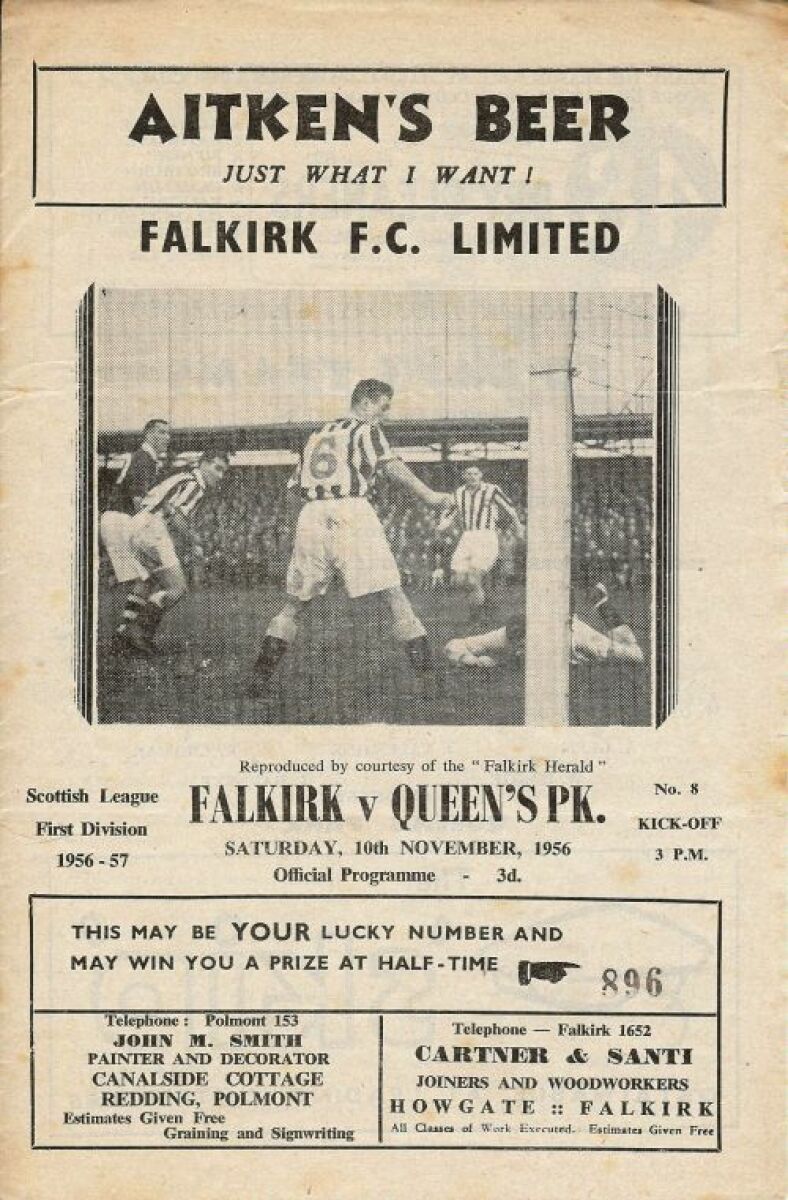 AITKEN'S BEER
JUST WHAT I WANT!
FALKIRK F.C. LIMITED
6
Reproduced by courtesy of the "Falkirk Herald"
Scottish League
First Division
1956-57
FALKIRK v QUEEN'S PK.
SATURDAY, 10th NOVEMBER, 1956
Official Programme - 3d.
No. 8
KICK-OFF
3 P.M.
THIS MAY BE YOUR LUCKY NUMBER AND
MAY WIN YOU A PRIZE AT HALF-TIME
896
Telephone: Polmont 153
JOHN M. SMITH
PAINTER AND DECORATOR
CANALSIDE COTTAGE
REDDING, POLMONT
Estimates Given Free
Graining and Signwriting
Telephone — Falkirk 1652
CARTNER & SANTI
JOINERS AND WOODWORKERS
HOWGATE :: FALKIRK
All Classes of Work Executed. Estimates Given Free